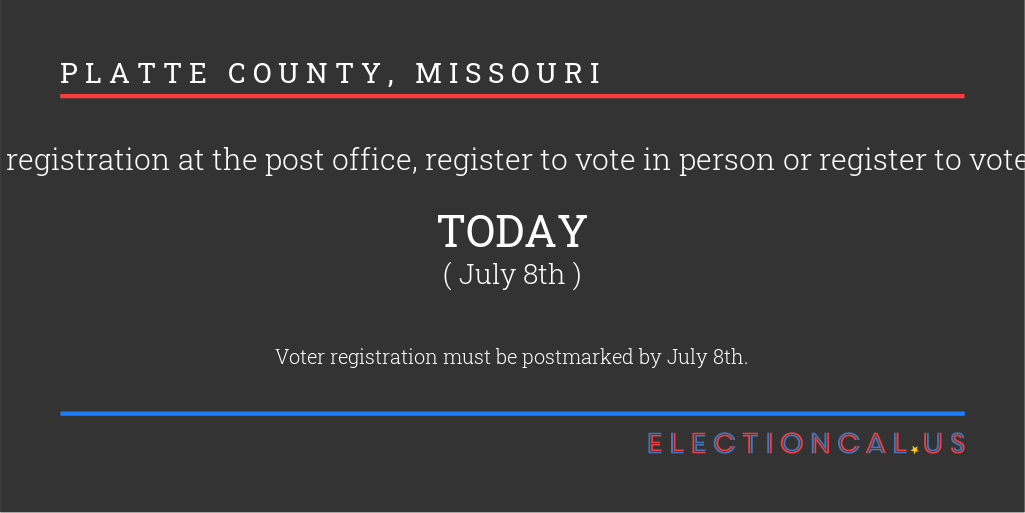 PLATTE COUNTY, MISSOURI
registration at the post office, register to vote in person or register to vote
TODAY
( July 8th )
Voter registration must be postmarked by July 8th.
ELECTIONCAL.US